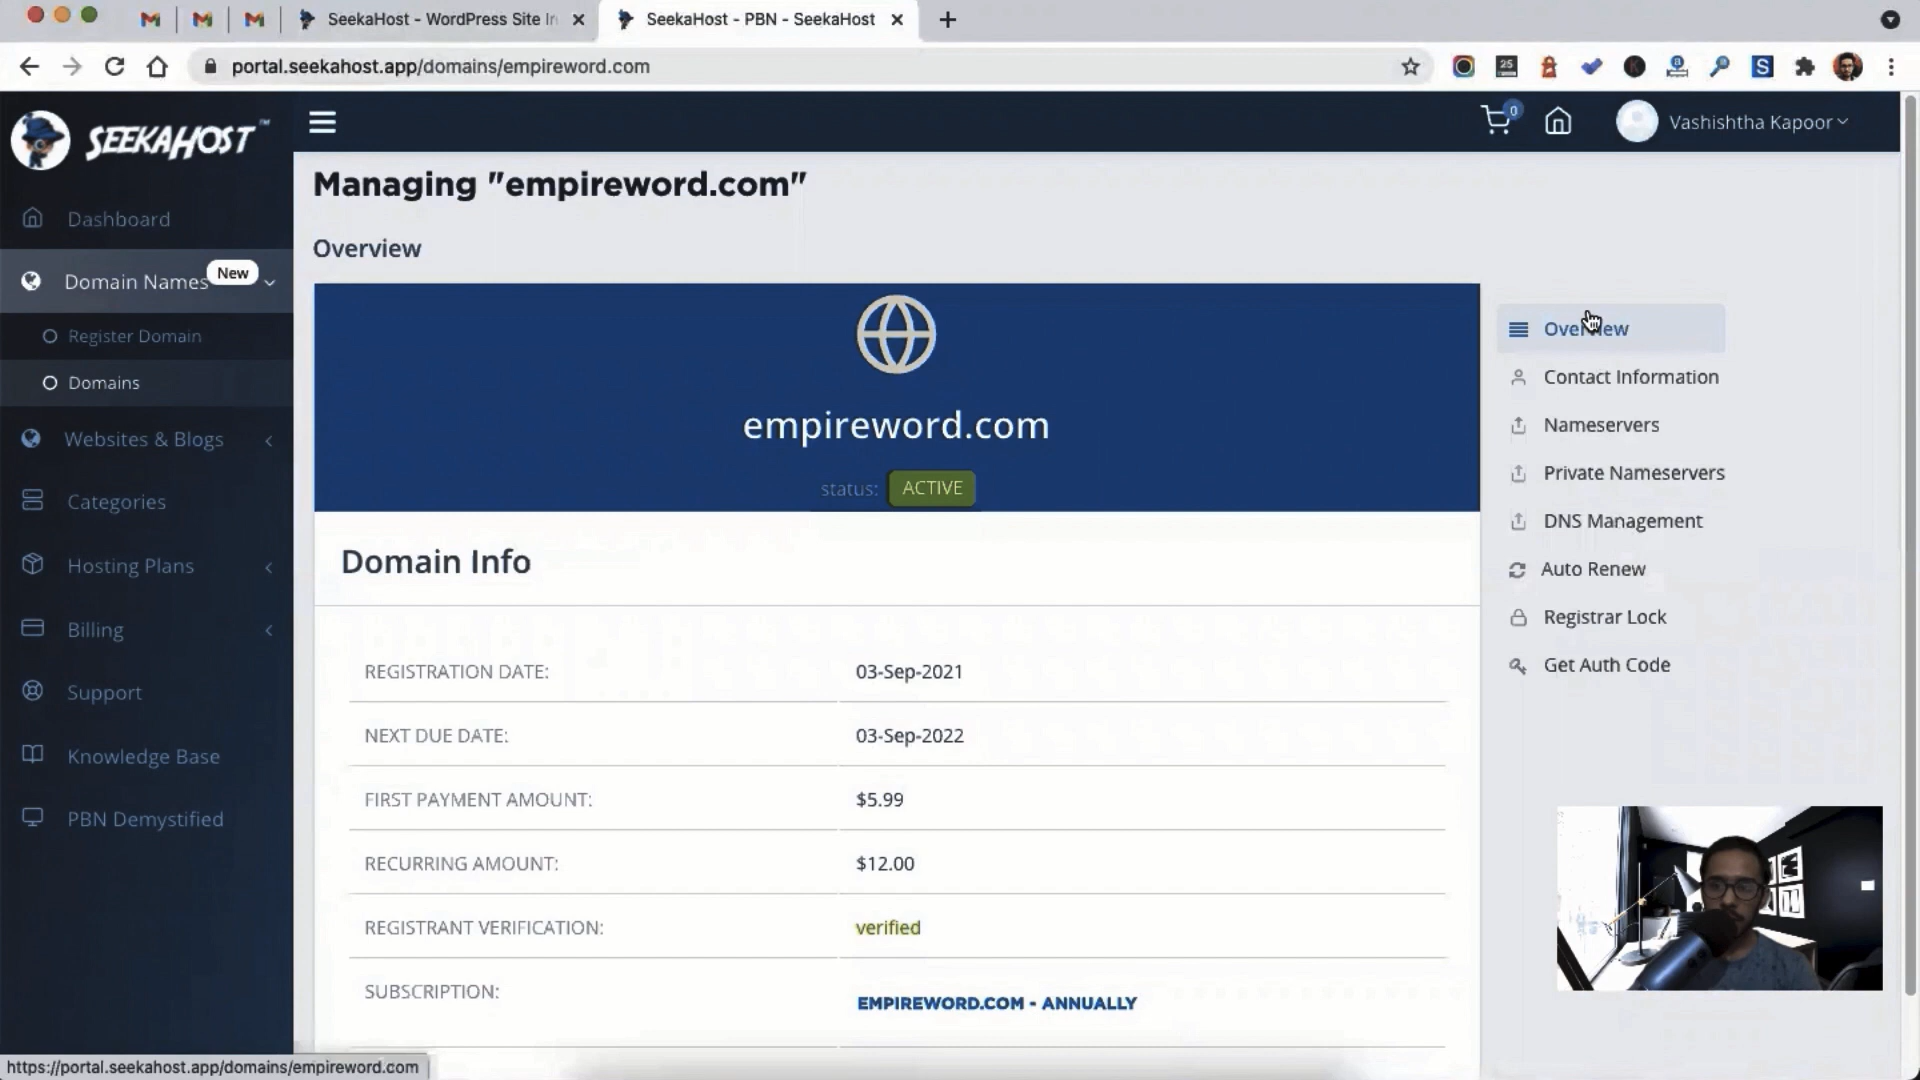 SeekaHost - WordPress Site In
SeekaHost - PBN - SeekaHost
portal.seekahost.app/domains/empireword.com
25
S
SEEKAHOST™
0
Vashishtha Kapoor
Managing "empireword.com"
Overview
Dashboard
Domain Names
New
Register Domain
Domains
Websites & Blogs
Categories
Hosting Plans
Billing
Support
Knowledge Base
PBN Demystified
empireword.com
status: ACTIVE
Domain Info
REGISTRATION DATE: 03-Sep-2021
NEXT DUE DATE: 03-Sep-2022
FIRST PAYMENT AMOUNT: $5.99
RECURRING AMOUNT: $12.00
REGISTRANT VERIFICATION: verified
SUBSCRIPTION: EMPIREWORD.COM - ANNUALLY
Overview
Contact Information
Nameservers
Private Nameservers
DNS Management
Auto Renew
Registrar Lock
Get Auth Code
https://portal.seekahost.app/domains/empireword.com